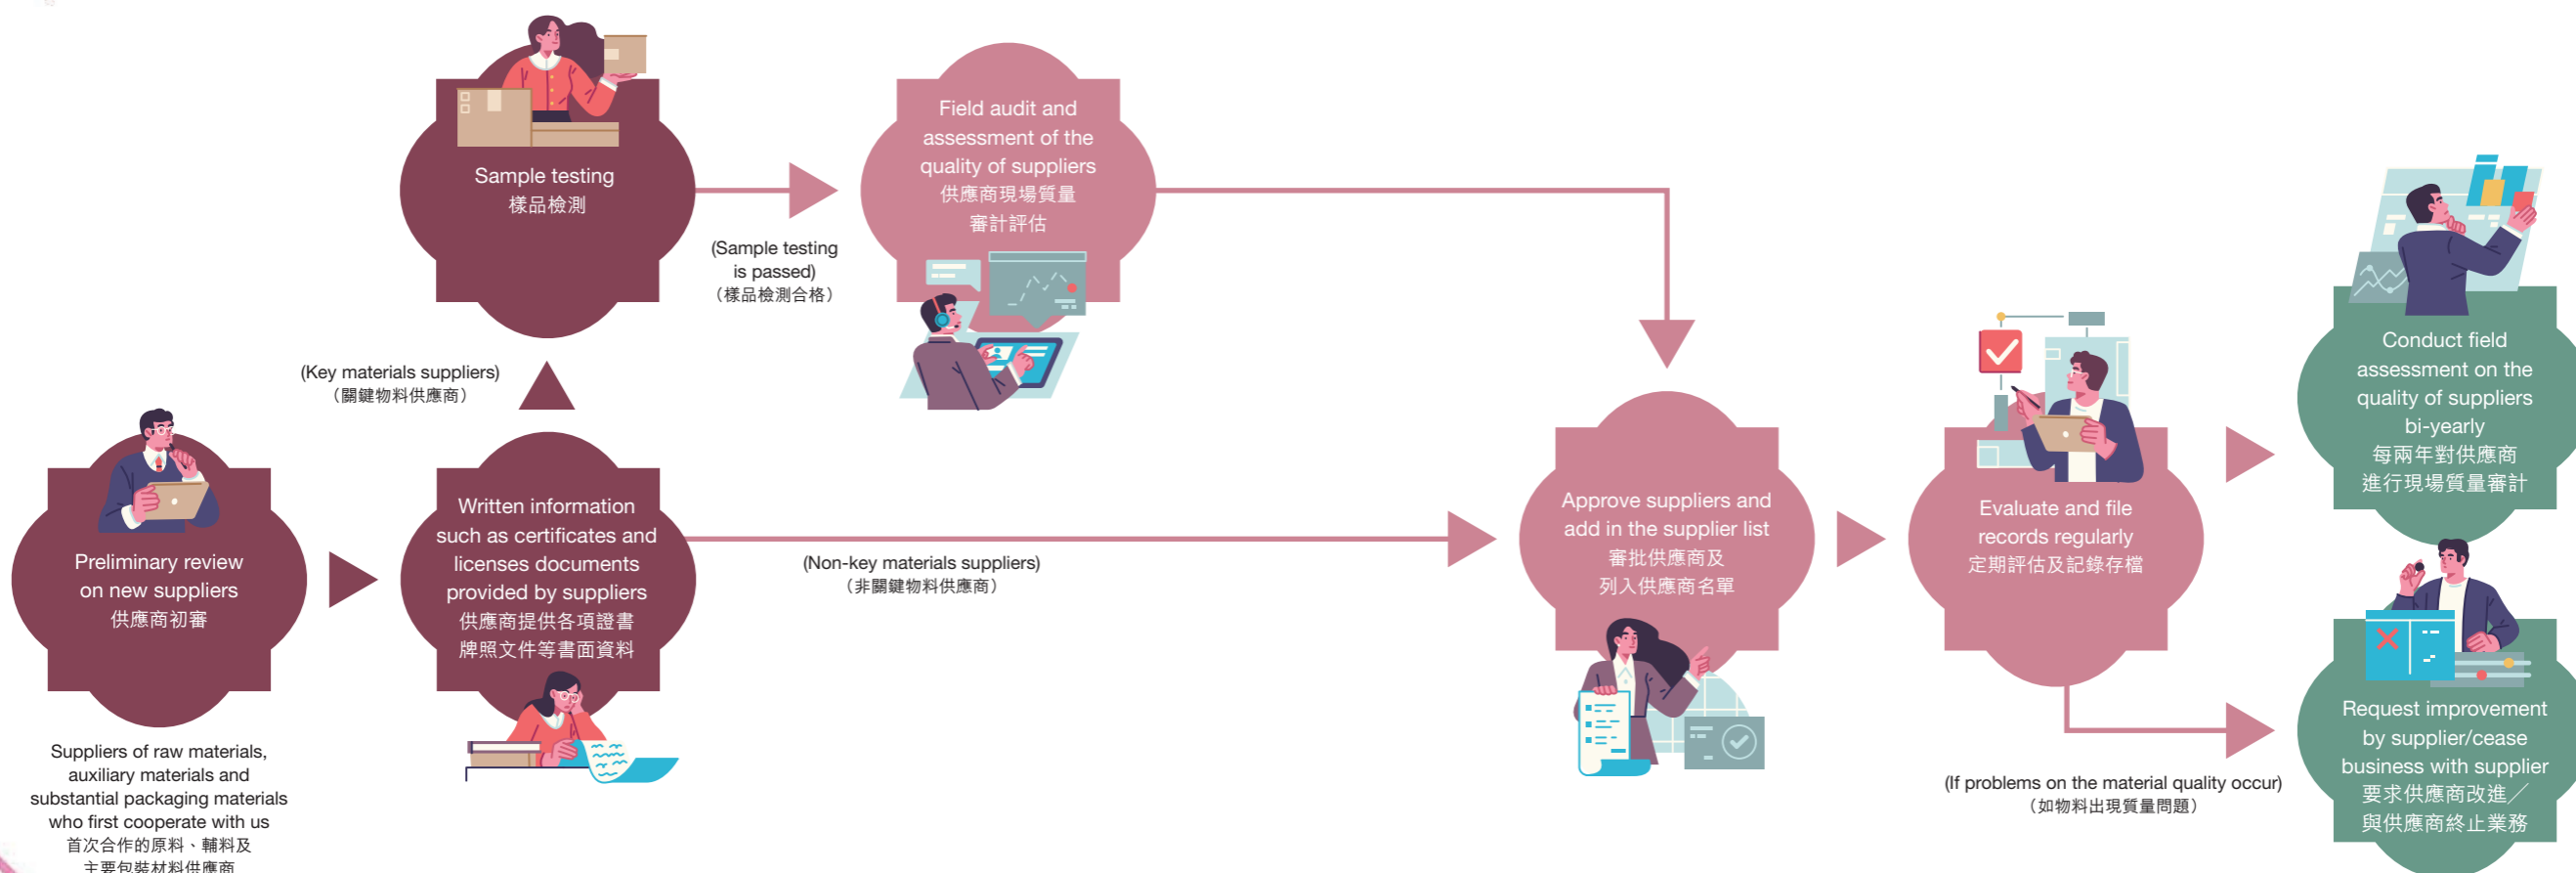 Sample testing
樣品檢測
(Sample testing
is passed)
（樣品檢測合格）
Field audit and
assessment of the
quality of suppliers
供應商現場質量
審計評估
(Key materials suppliers)
（關鍵物料供應商）
Preliminary review
on new suppliers
供應商初審
Suppliers of raw materials,
auxiliary materials and
substantial packaging materials
who first cooperate with us
首次合作的原料、輔料及
主要包裝材料供應商
Written information
such as certificates and
licenses documents
provided by suppliers
供應商提供各項證書
牌照文件等書面資料
(Non-key materials suppliers)
（非關鍵物料供應商）
Approve suppliers and
add in the supplier list
審批供應商及
列入供應商名單
Evaluate and file
records regularly
定期評估及記錄存檔
Conduct field
assessment on the
quality of suppliers
bi-yearly
每兩年對供應商
進行現場質量審計
(If problems on the material quality occur)
（如物料出現質量問題）
Request improvement
by supplier/cease
business with supplier
要求供應商改進／
與供應商終止業務